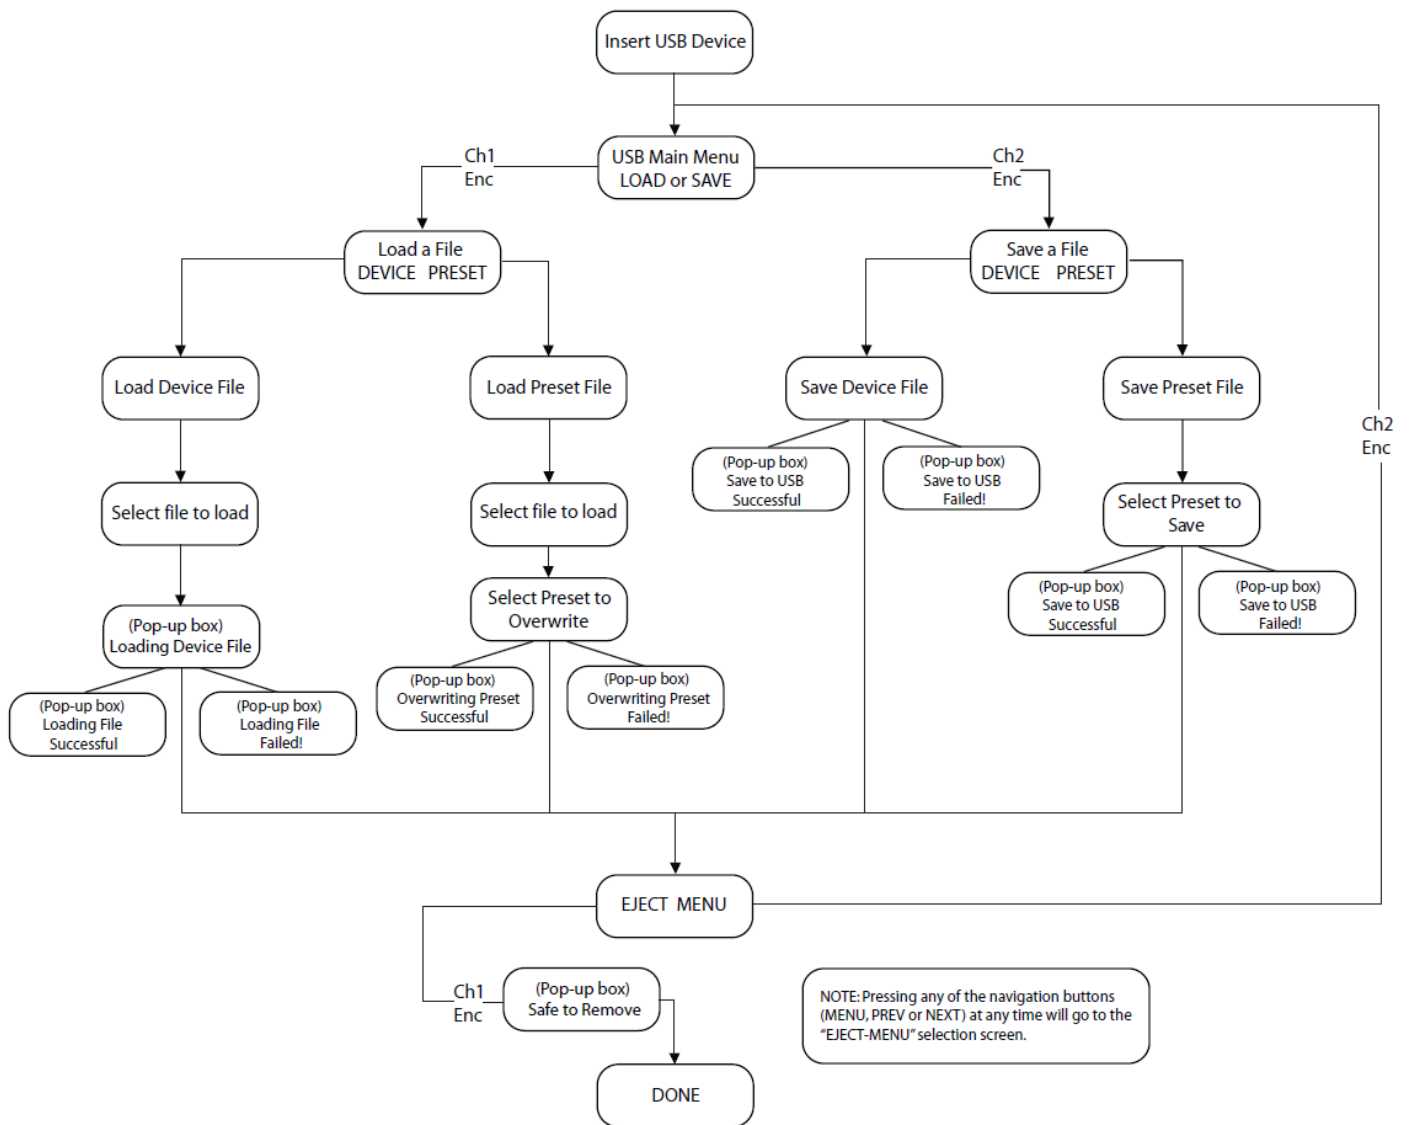 Insert USB Device
USB Main Menu
LOAD or SAVE
Ch1
Enc
Ch2
Enc
Load a File
DEVICE PRESET
Save a File
DEVICE PRESET
Load Device File
Load Preset File
Save Device File
Save Preset File
Ch2
Enc
(Pop-up box)
Save to USB
Successful
(Pop-up box)
Save to USB
Failed!
Select file to load
Select file to load
Select Preset to
Save
(Pop-up box)
Loading Device File
Select Preset to
Overwrite
(Pop-up box)
Save to USB
Successful
(Pop-up box)
Save to USB
Failed!
(Pop-up box)
Loading File
Successful
(Pop-up box)
Loading File
Failed!
(Pop-up box)
Overwriting Preset
Successful
(Pop-up box)
Overwriting Preset
Failed!
EJECT MENU
Ch1
Enc
(Pop-up box)
Safe to Remove
NOTE: Pressing any of the navigation buttons
(MENU, PREV or NEXT) at any time will go to the
“EJECT-MENU” selection screen.
DONE